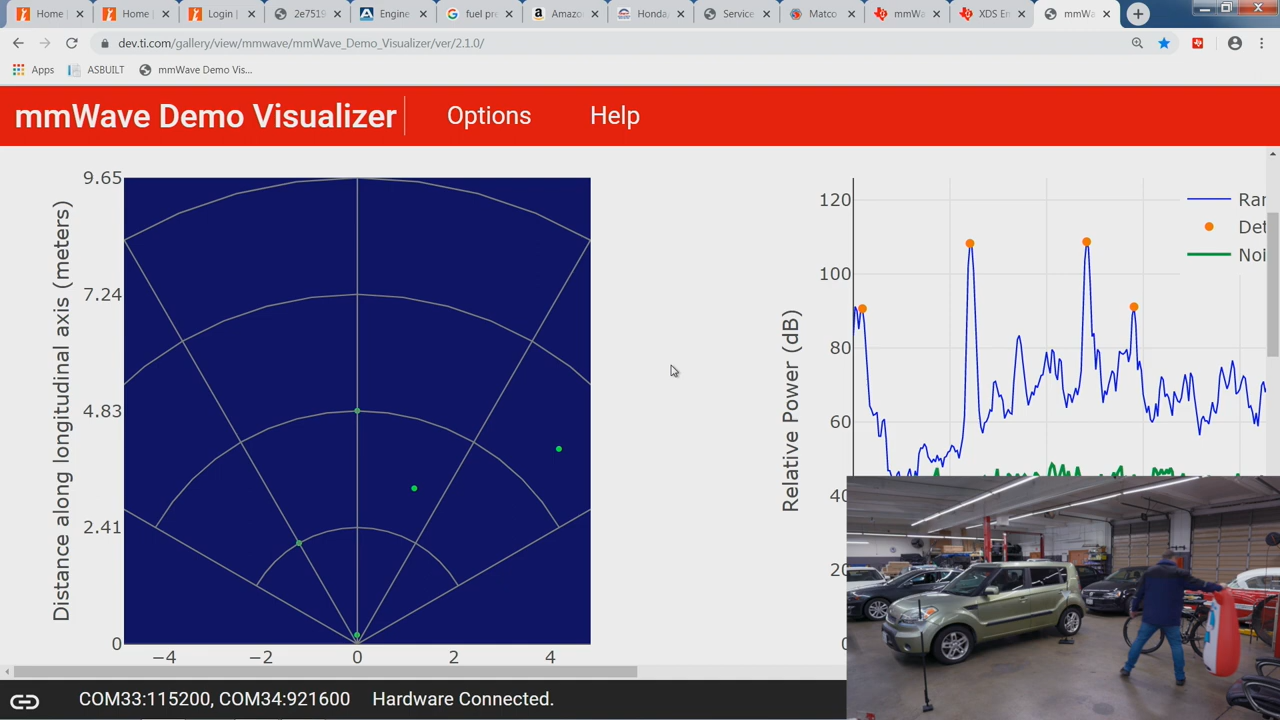 Home |
Home |
Login |
2e7519
Engine
fuel pr
Amazo
Honda
Service
Matco
mmWa
XDS En
mmWa
dev.ti.com/gallery/view/mmwave/mmWave_Demo_Visualizer/ver/2.1.0/
Apps
ASBUILT
mmWave Demo Vis...
mmWave Demo Visualizer
Options
Help
Distance along longitudinal axis (meters)
9.65
7.24
4.83
2.41
0
−4
−2
0
2
4
Relative Power (dB)
120
100
80
60
40
20
0
Ran
Det
Noi
COM33:115200, COM34:921600
Hardware Connected.